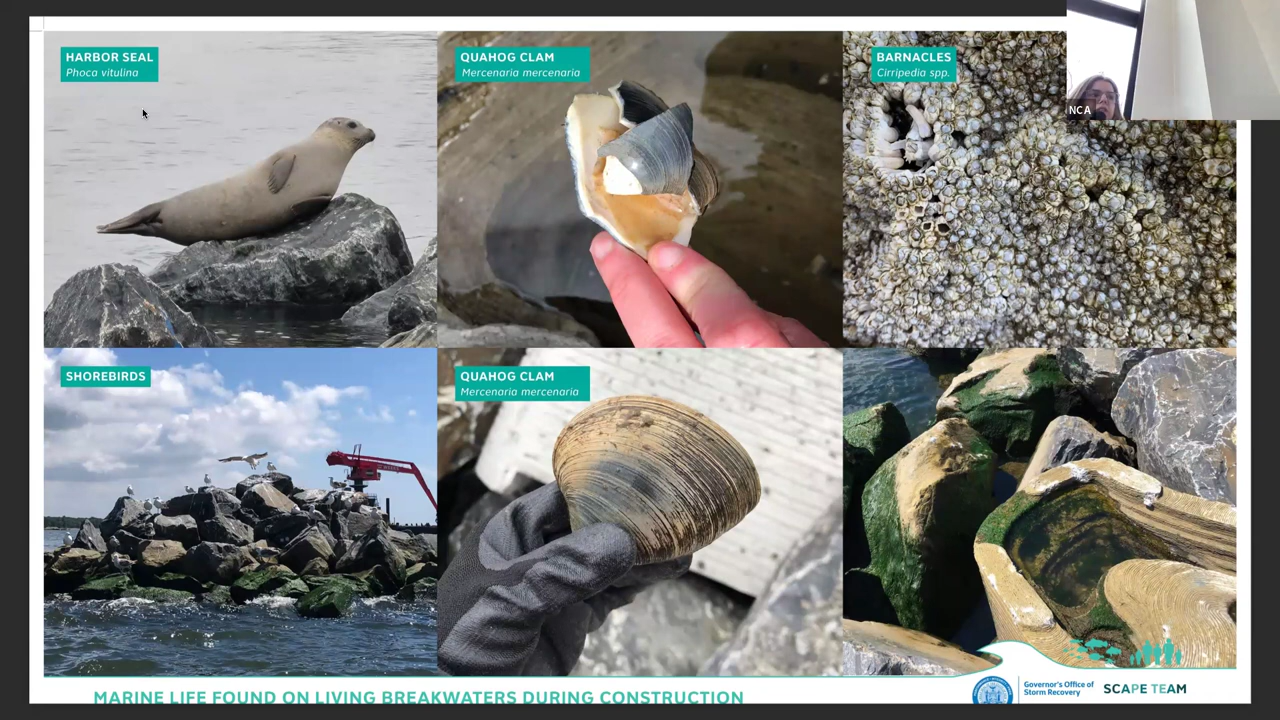 HARBOR SEAL
Phoca vitulina
QUAHOG CLAM
Mercenaria mercenaria
BARNACLES
Cirripedia spp.
NCA
SHOREBIRDS
QUAHOG CLAM
Mercenaria mercenaria
MARINE LIFE FOUND ON LIVING BREAKWATERS DURING CONSTRUCTION
Governor's Office of
Storm Recovery
SCAPE TEAM